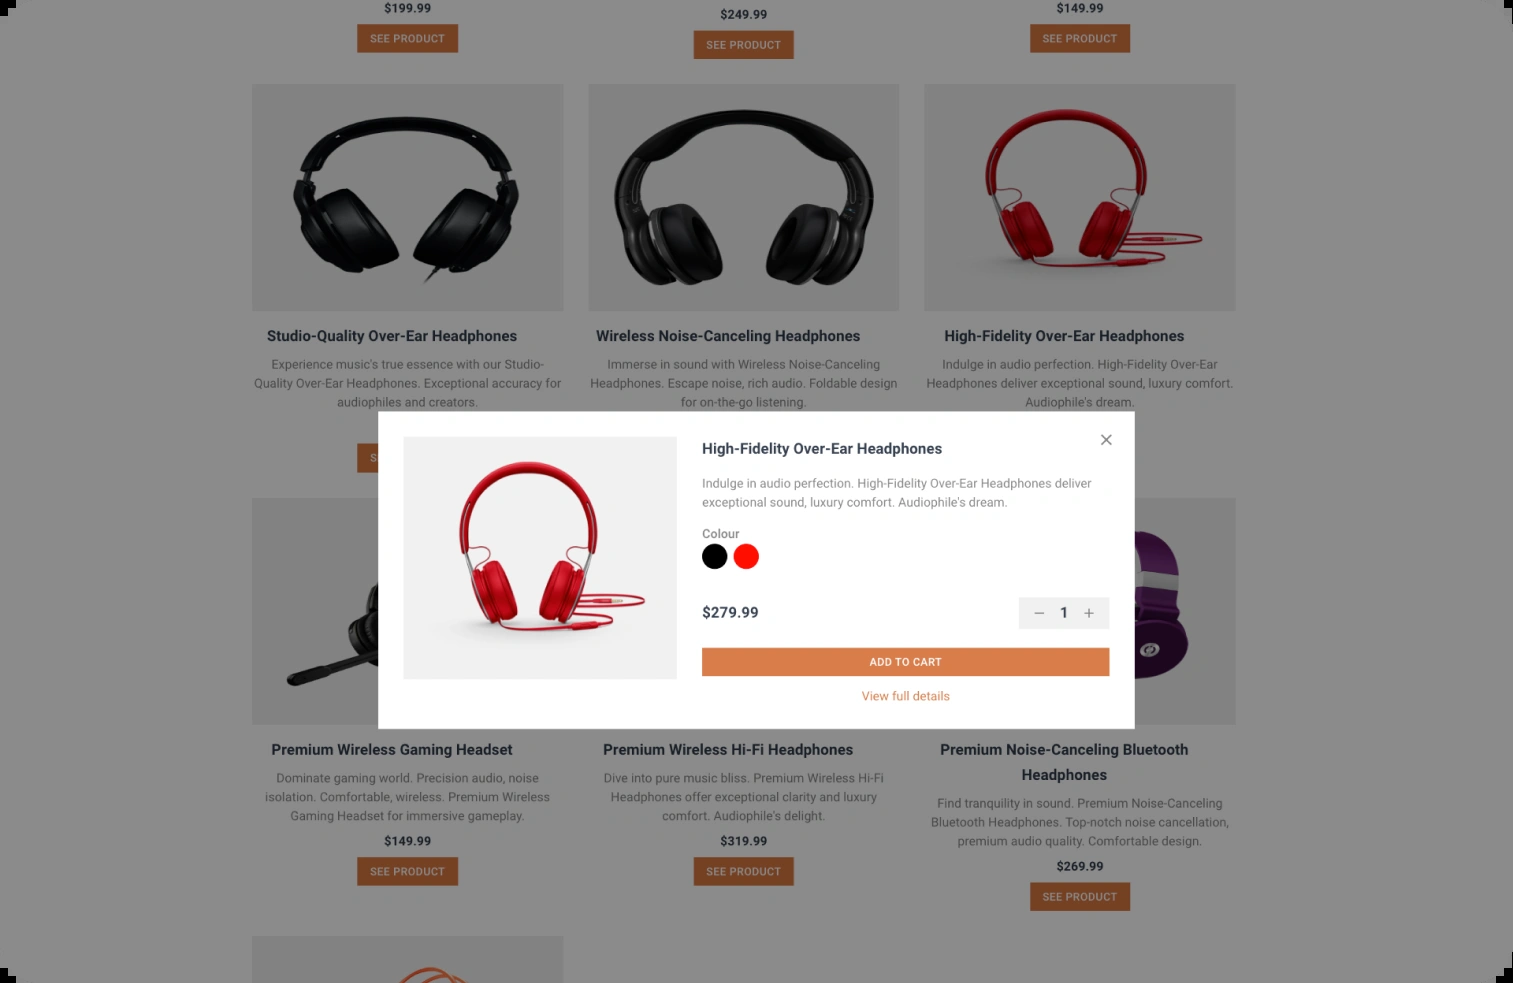 $199.99
$249.99
$149.99
SEE PRODUCT
SEE PRODUCT
SEE PRODUCT
Studio-Quality Over-Ear Headphones
Experience music's true essence with our Studio-
Quality Over-Ear Headphones. Exceptional accuracy for
audiophiles and creators.
Wireless Noise-Canceling Headphones
Immerse in sound with Wireless Noise-Canceling
Headphones. Escape noise, rich audio. Foldable design
for on-the-go listening.
High-Fidelity Over-Ear Headphones
Indulge in audio perfection. High-Fidelity Over-Ear
Headphones deliver exceptional sound, luxury comfort.
Audiophile's dream.
S
High-Fidelity Over-Ear Headphones
Indulge in audio perfection. High-Fidelity Over-Ear Headphones deliver
exceptional sound, luxury comfort. Audiophile's dream.
Colour
$279.99
− 1 +
ADD TO CART
View full details
Premium Wireless Gaming Headset
Dominate gaming world. Precision audio, noise
isolation. Comfortable, wireless. Premium Wireless
Gaming Headset for immersive gameplay.
$149.99
SEE PRODUCT
Premium Wireless Hi-Fi Headphones
Dive into pure music bliss. Premium Wireless Hi-Fi
Headphones offer exceptional clarity and luxury
comfort. Audiophile's delight.
$319.99
SEE PRODUCT
Premium Noise-Canceling Bluetooth
Headphones
Find tranquility in sound. Premium Noise-Canceling
Bluetooth Headphones. Top-notch noise cancellation,
premium audio quality. Comfortable design.
$269.99
SEE PRODUCT